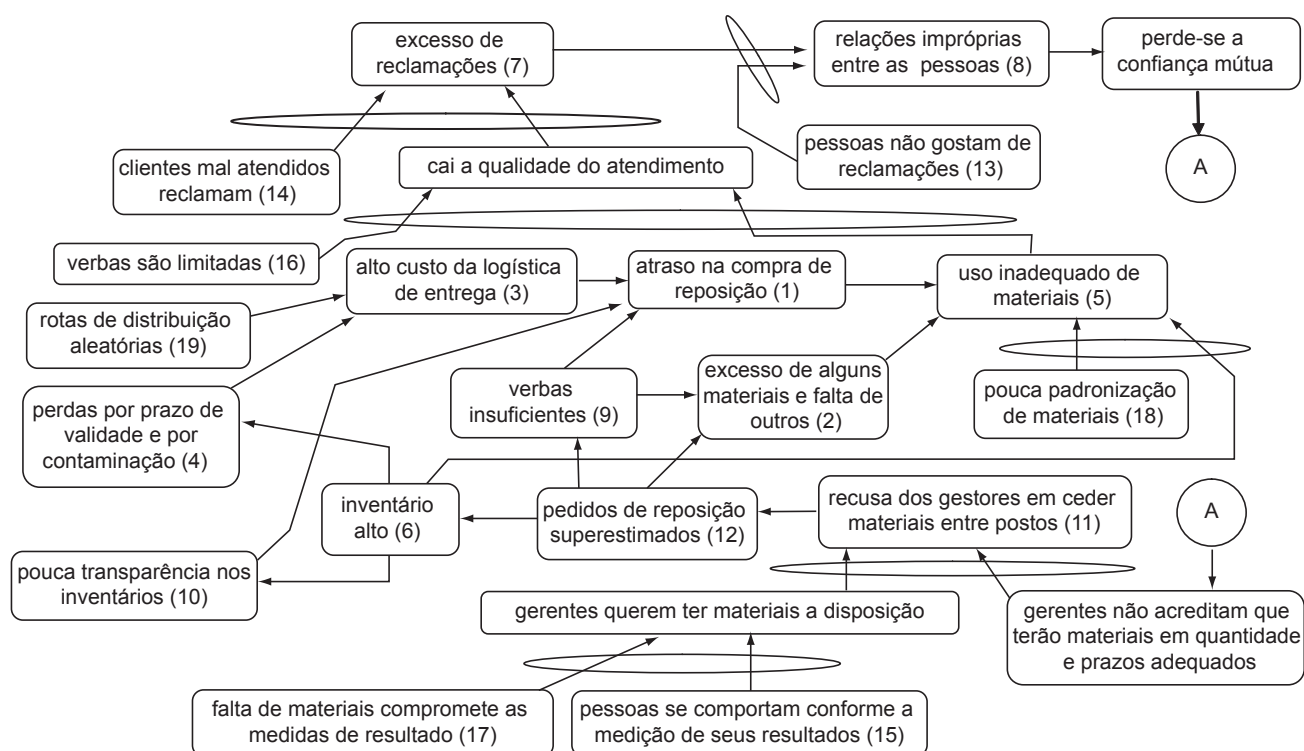 excesso de
reclamações (7)
relações impróprias
entre as pessoas (8)
perde-se a
confiança mútua
clientes mal atendidos
reclamam (14)
cai a qualidade do atendimento
pessoas não gostam de
reclamações (13)
A
verbas são limitadas (16)
alto custo da logística
de entrega (3)
atraso na compra de
reposição (1)
uso inadequado de
materiais (5)
rotas de distribuição
aleatórias (19)
perdas por prazo de
validade e por
contaminação (4)
verbas
insuficientes (9)
excesso de alguns
materiais e falta de
outros (2)
pouca padronização
de materiais (18)
inventário
alto (6)
pedidos de reposição
superestimados (12)
recusa dos gestores em ceder
materiais entre postos (11)
A
pouca transparência nos
inventários (10)
gerentes querem ter materiais a disposição
gerentes não acreditam que
terão materiais em quantidade
e prazos adequados
falta de materiais compromete as
medidas de resultado (17)
pessoas se comportam conforme a
medição de seus resultados (15)